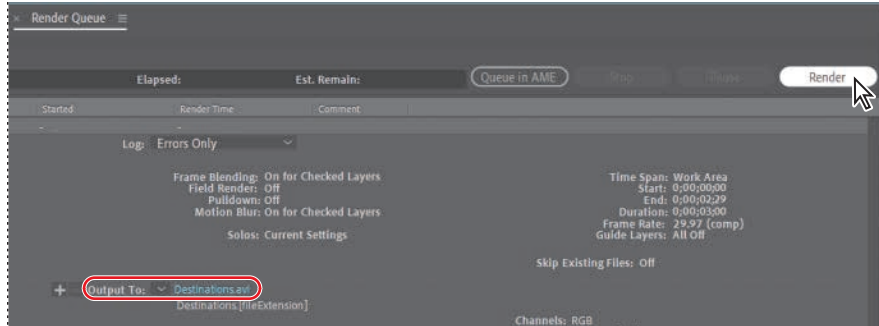 × Render Queue ≡
Elapsed: Est. Remain: Queue in AME Stop Pause Render
Started Render Time Comment
- -
Log: Errors Only
Frame Blending: On for Checked Layers
Field Render: Off
Pulldown: Off
Motion Blur: On for Checked Layers
Solos: Current Settings
Time Span: Work Area
Start: 0;00;00;00
End: 0;00;02;29
Duration: 0;00;03;00
Frame Rate: 29.97 (comp)
Guide Layers: All Off
Skip Existing Files: Off
+ Output To: Destinations.avi
Destinations.[fileExtension]
Channels: RGB